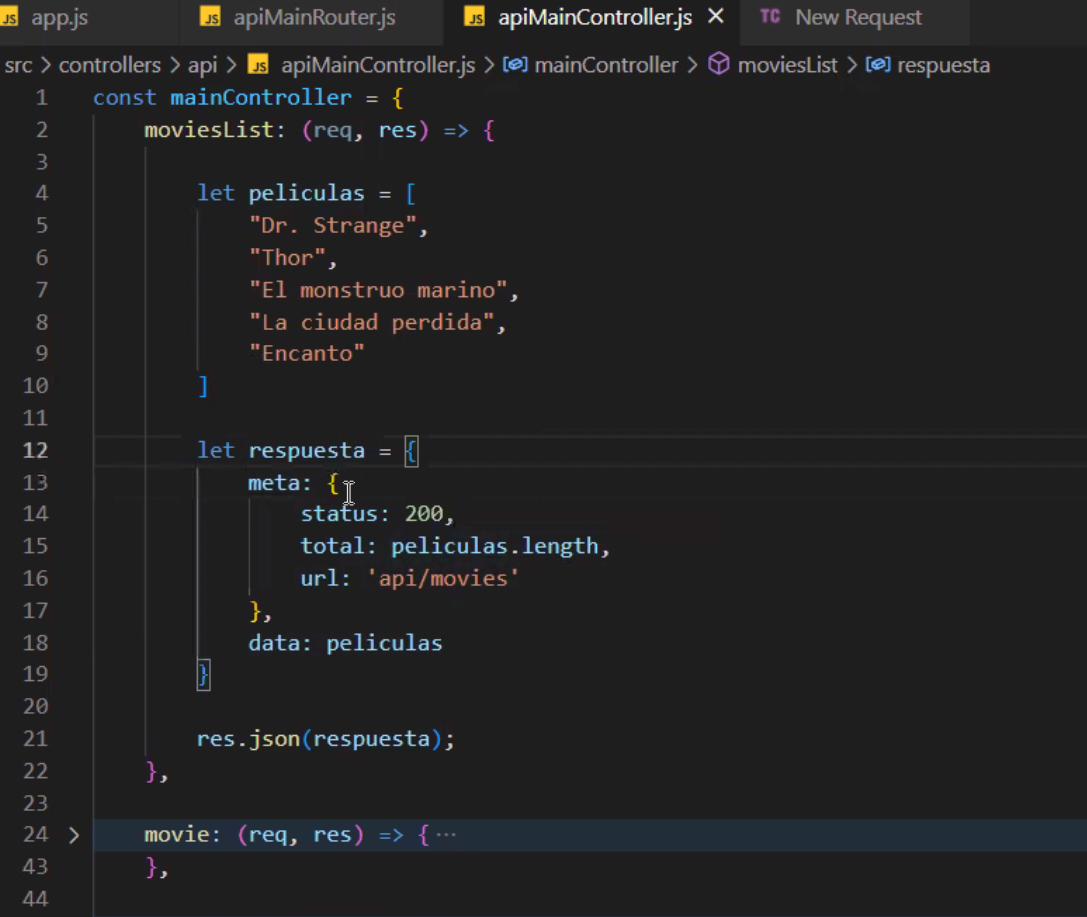 JS app.js JS apiMainRouter.js JS apiMainController.js × TC New Request
src > controllers > api > JS apiMainController.js > mainController > moviesList > respuesta
1 const mainController = {
2 moviesList: (req, res) => {
3
4 let peliculas = [
5 "Dr. Strange",
6 "Thor",
7 "El monstruo marino",
8 "La ciudad perdida",
9 "Encanto"
10 ]
11
12 let respuesta = {
13 meta: {
14 status: 200,
15 total: peliculas.length,
16 url: 'api/movies'
17 },
18 data: peliculas
19 }
20
21 res.json(respuesta);
22 },
23
24 > movie: (req, res) => { ···
43 },
44